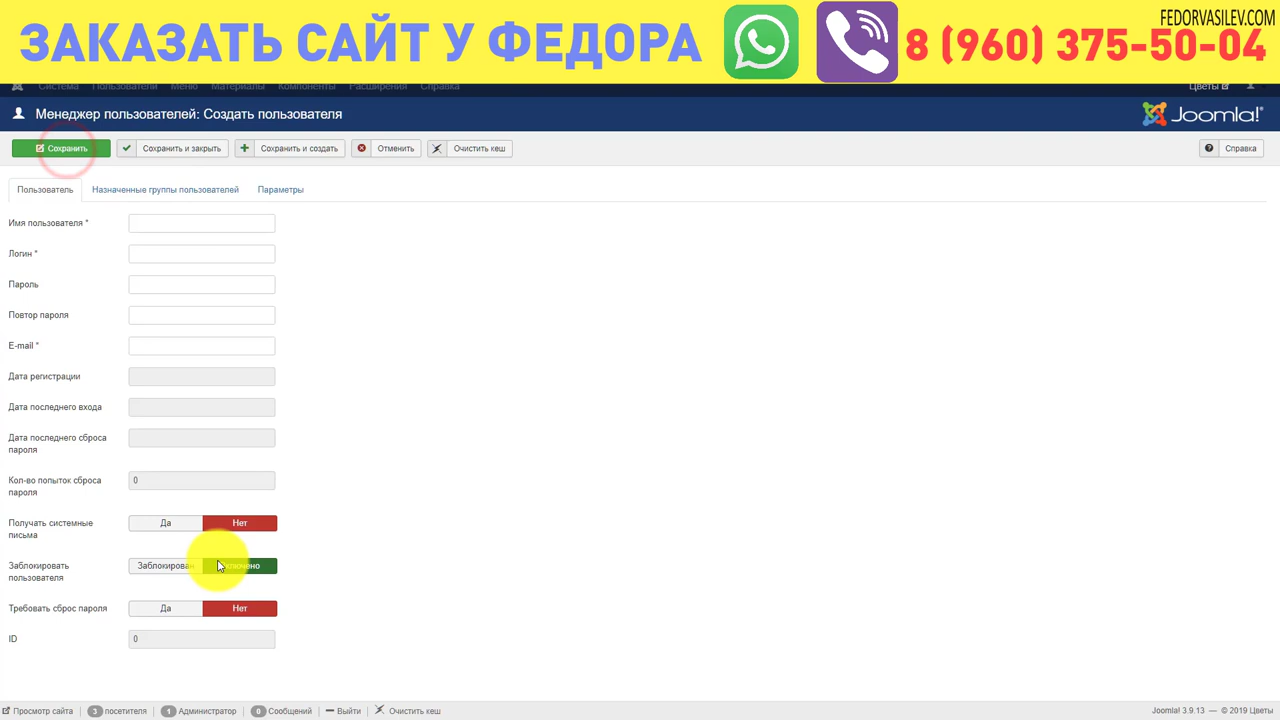 ЗАКАЗАТЬ САЙТ У ФЕДОРА
8 (960) 375-50-04
FEDORVASILEV.COM
Система Пользователи Меню Материалы Компоненты Расширения Справка Цветы
Менеджер пользователей: Создать пользователя
Joomla!®
Сохранить Сохранить и закрыть Сохранить и создать Отменить Очистить кеш Справка
Пользователь Назначенные группы пользователей Параметры
Имя пользователя *
Логин *
Пароль
Повтор пароля
E-mail *
Дата регистрации
Дата последнего входа
Дата последнего сброса
пароля
Кол-во попыток сброса
пароля
0
Получать системные
письма
Да Нет
Заблокировать
пользователя
Заблокирован
Требовать сброс пароля
Да Нет
ID
0
Просмотр сайта 3 посетителя 1 Администратор 0 Сообщений Выйти Очистить кеш
Joomla! 3.9.13 — © 2019 Цветы